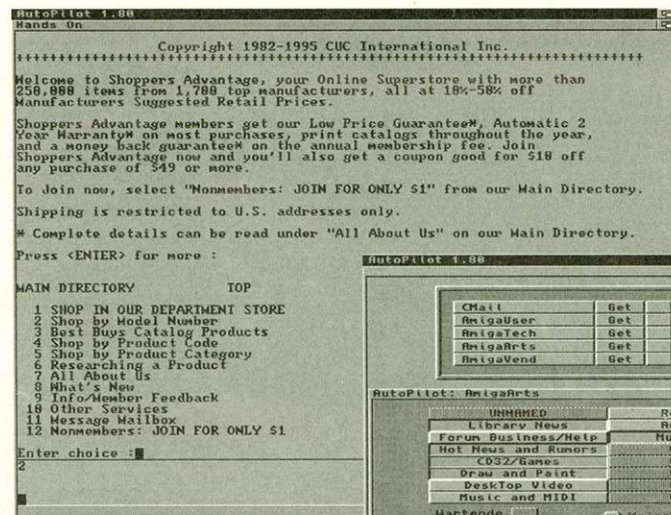 AutoPilot 1.80
Hands On
Copyright 1982-1995 CUC International Inc.
++++++++++++++++++++++++++++++++++++++++++++++++++++++++++++++++++++++++++
Welcome to Shoppers Advantage, your Online Superstore with more than
250,000 items from 1,700 top manufacturers, all at 10%-50% off
Manufacturers Suggested Retail Prices.
Shoppers Advantage members get our Low Price Guarantee*, Automatic 2
Year Warranty* on most purchases, print catalogs throughout the year,
and a money back guarantee* on the annual membership fee. Join
Shoppers Advantage now and you'll also get a coupon good for $10 off
any purchase of $49 or more.
To Join now, select "Nonmembers: JOIN FOR ONLY $1" from our Main Directory.
Shipping is restricted to U.S. addresses only.
* Complete details can be read under "All About Us" on our Main Directory.
Press <ENTER> for more :
MAIN DIRECTORY TOP
1 SHOP IN OUR DEPARTMENT STORE
2 Shop by Model Number
3 Best Buys Catalog Products
4 Shop by Product Code
5 Shop by Product Category
6 Researching a Product
7 All About Us
8 What's New
9 Info/Member Feedback
10 Other Services
11 Message Mailbox
12 Nonmembers: JOIN FOR ONLY $1
Enter choice :
2
AutoPilot 1.80
CMail Get
AmigaUser Get
AmigaTech Get
AmigaArts Get
AmigaVend Get
AutoPilot: AmigaArts
UNNAMED
Library News
Forum Business/Help
Hot News and Rumors
CD32/Games
Draw and Paint
DeskTop Video
Music and MIDI
Wartende